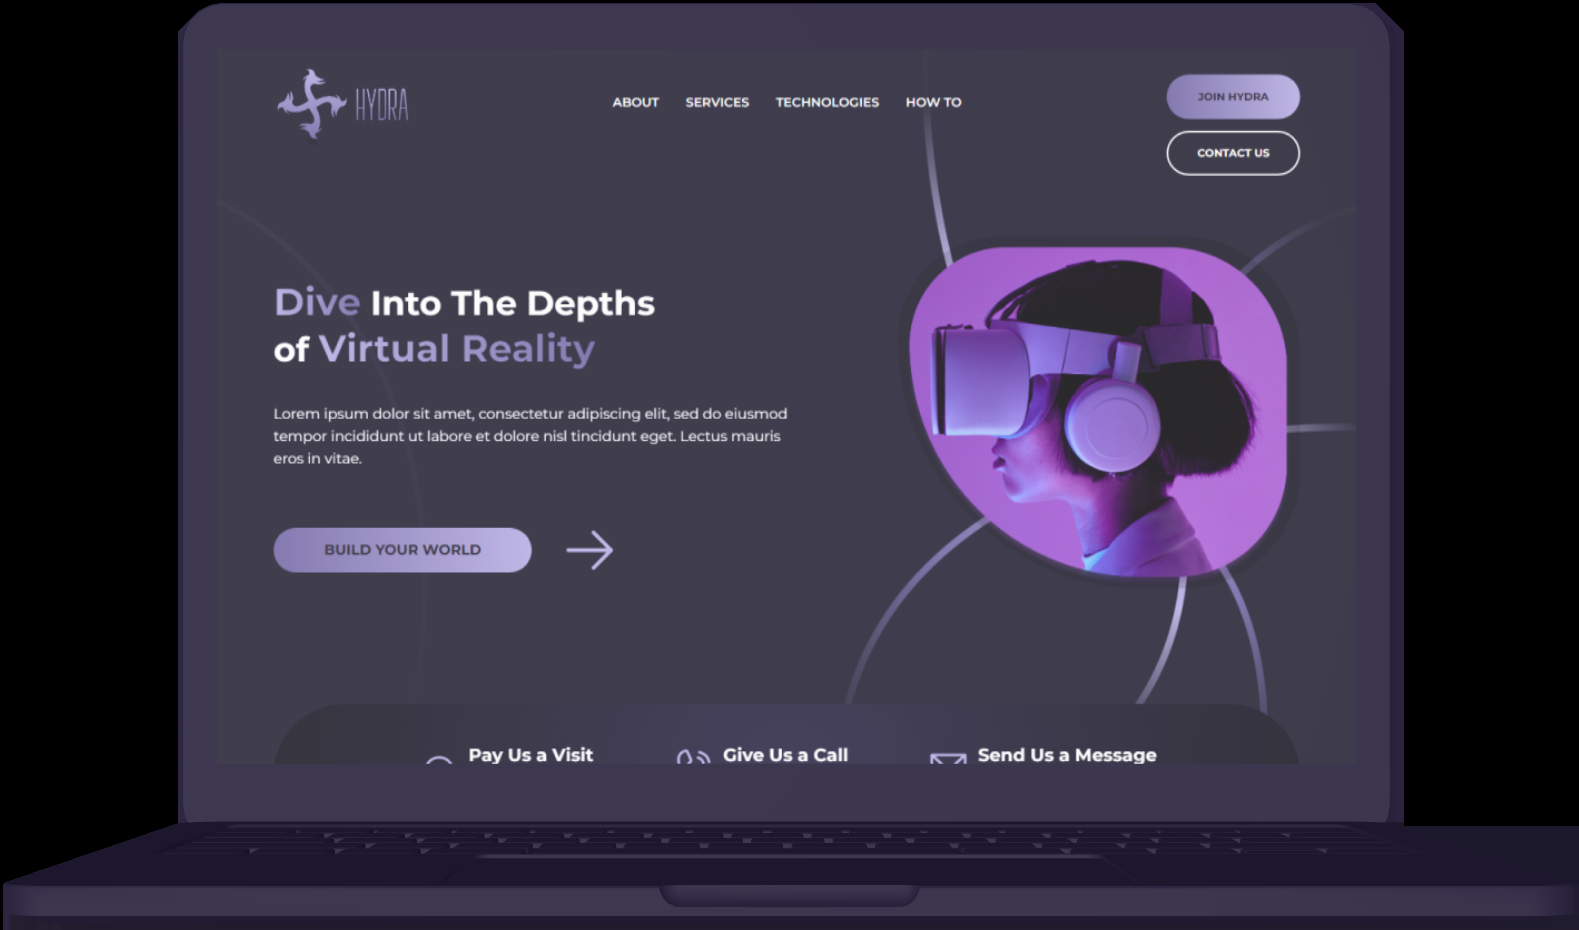 HYDRA
ABOUT SERVICES TECHNOLOGIES HOW TO
JOIN HYDRA
CONTACT US
Dive Into The Depths
of Virtual Reality
Lorem ipsum dolor sit amet, consectetur adipiscing elit, sed do eiusmod
tempor incididunt ut labore et dolore nisl tincidunt eget. Lectus mauris
eros in vitae.
BUILD YOUR WORLD
Pay Us a Visit
Give Us a Call
Send Us a Message